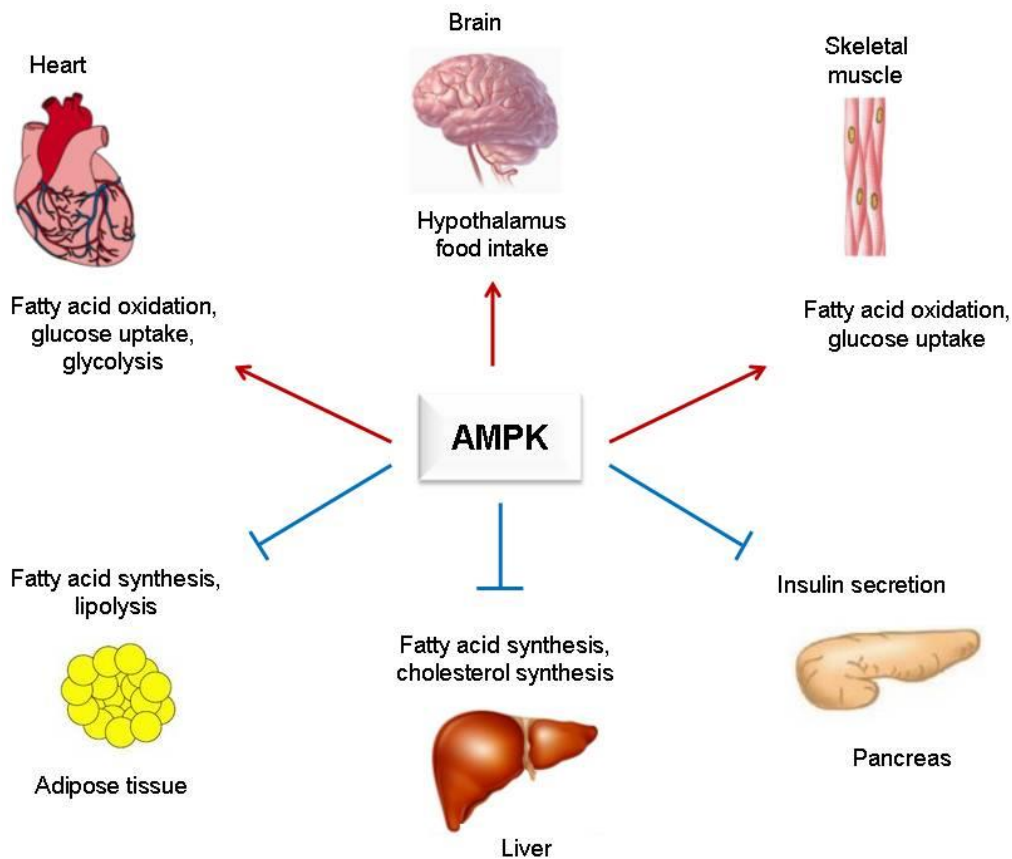 Brain
Heart
Skeletal
muscle
Hypothalamus
food intake
Fatty acid oxidation,
glucose uptake,
glycolysis
Fatty acid oxidation,
glucose uptake
AMPK
Fatty acid synthesis,
lipolysis
Insulin secretion
Fatty acid synthesis,
cholesterol synthesis
Adipose tissue
Pancreas
Liver